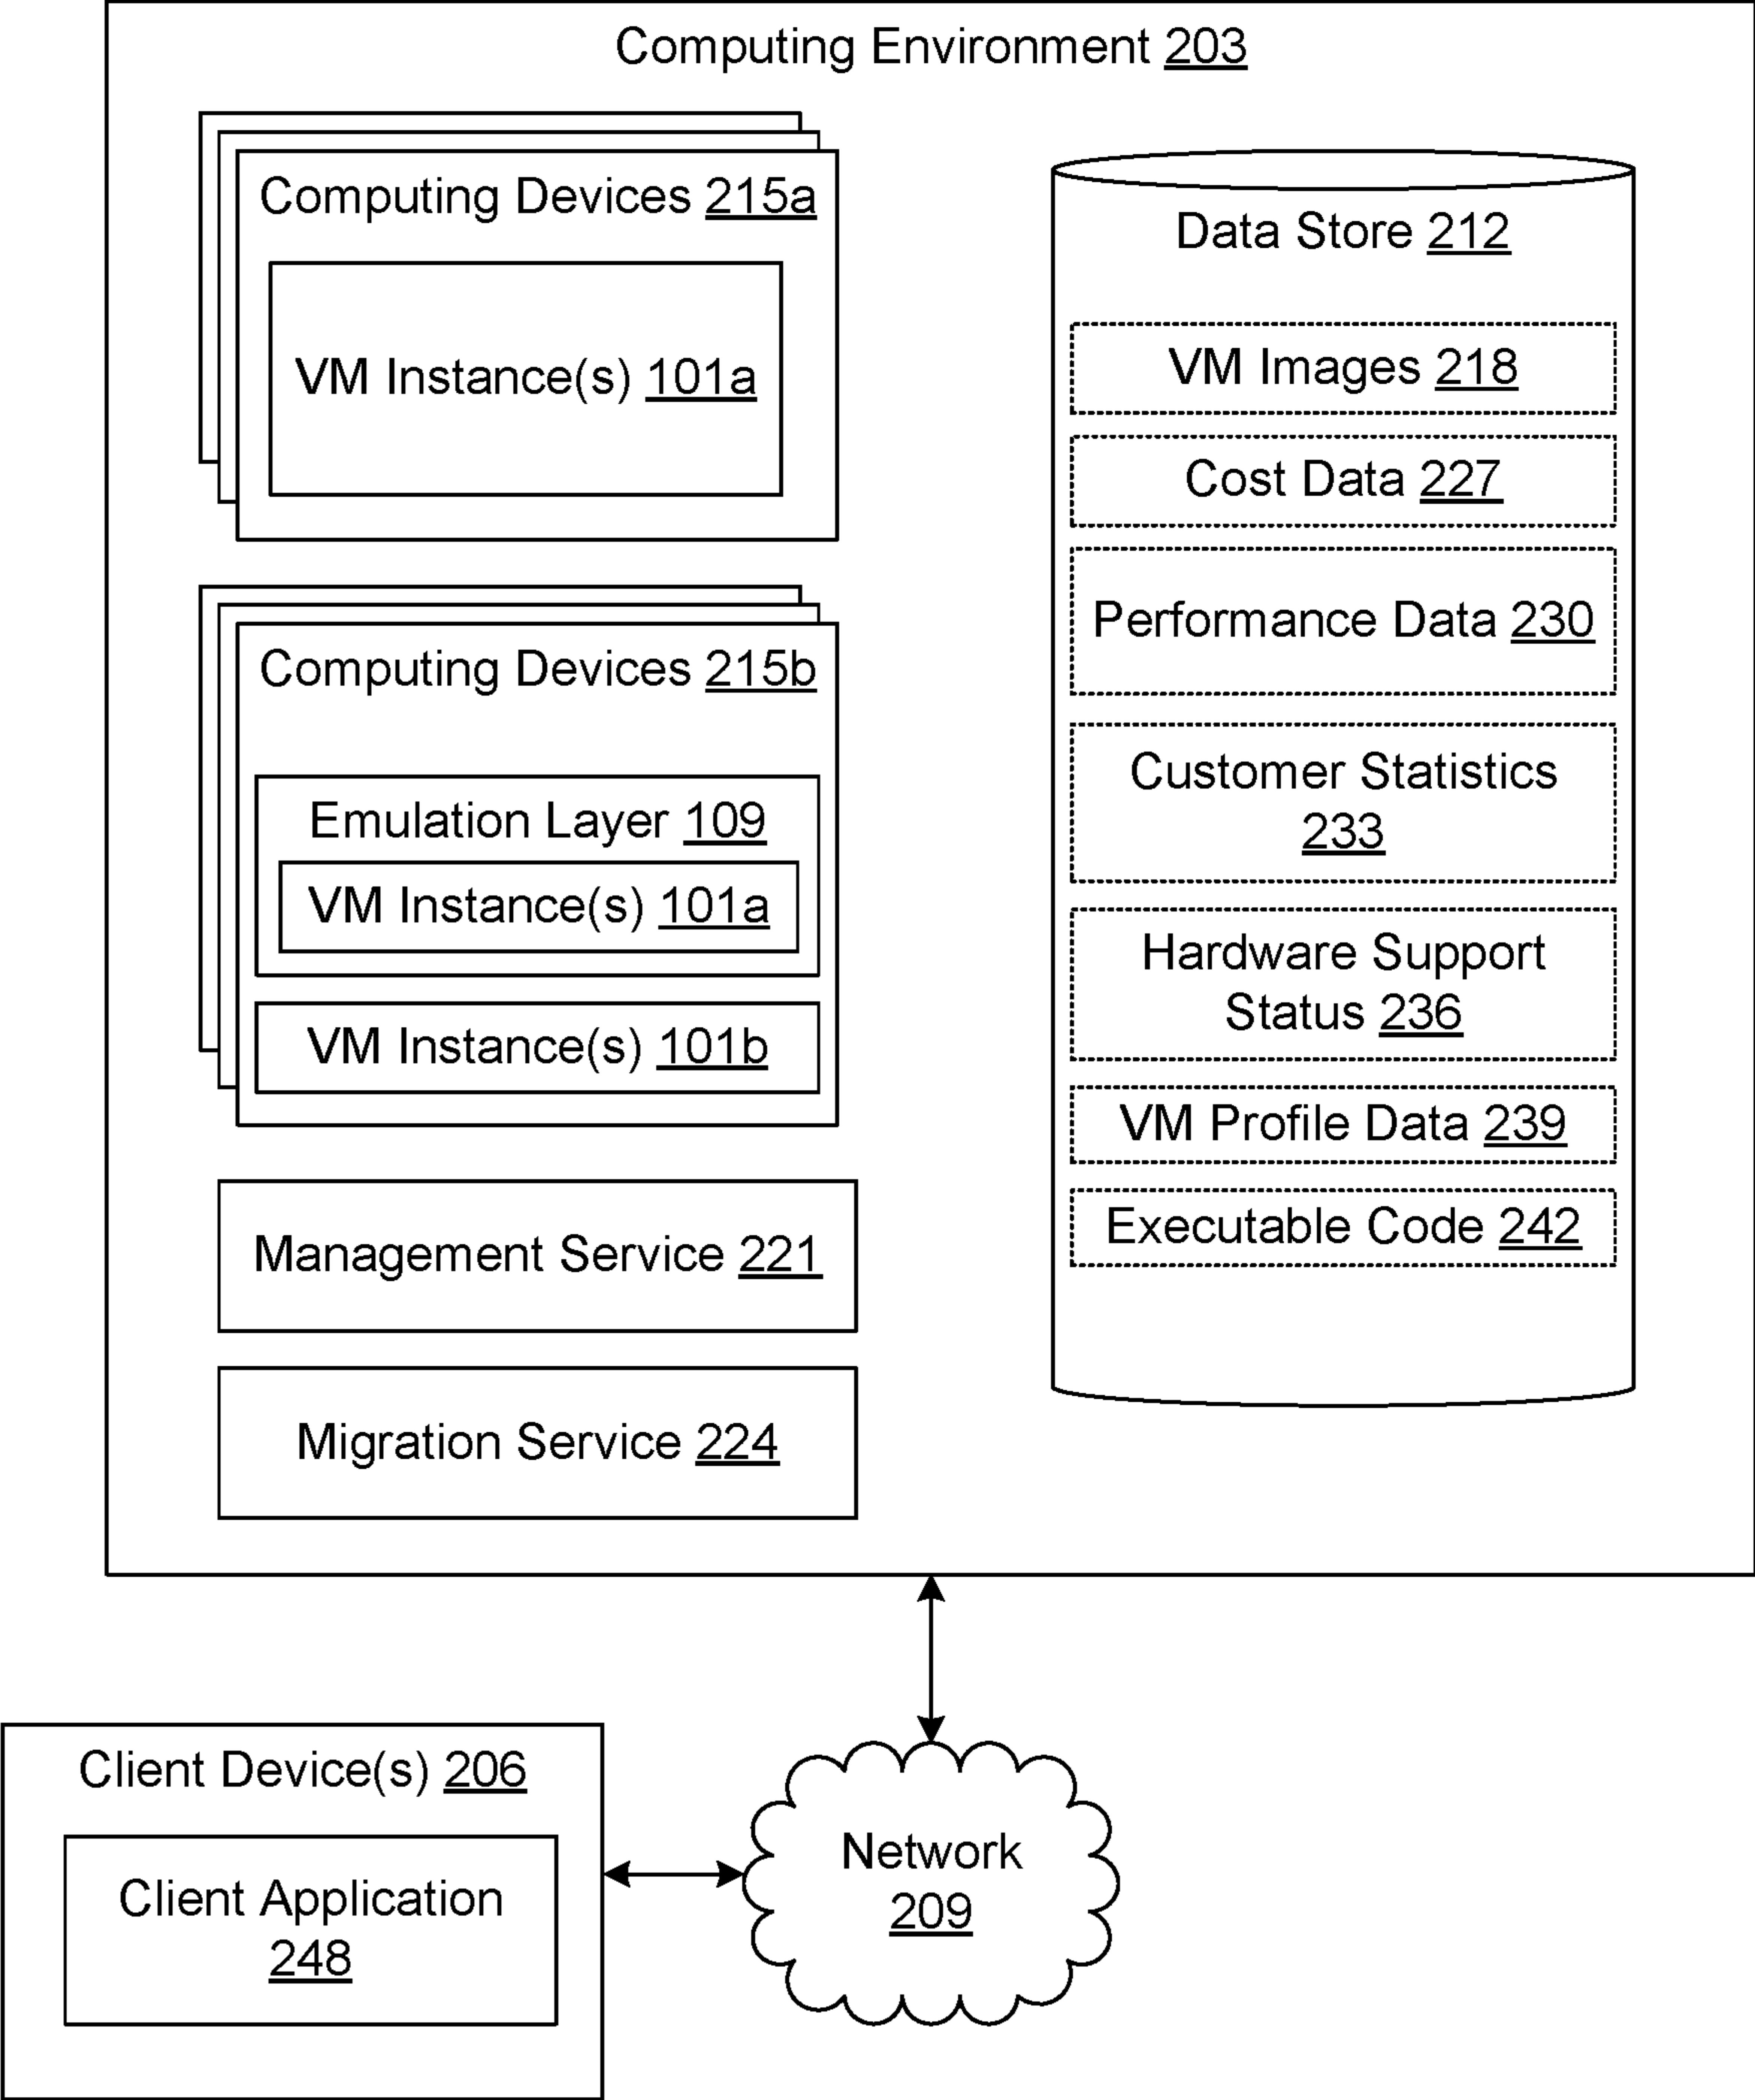 Computing Environment 203
Computing Devices 215a
VM Instance(s) 101a
Computing Devices 215b
Emulation Layer 109
VM Instance(s) 101a
VM Instance(s) 101b
Management Service 221
Migration Service 224
Data Store 212
VM Images 218
Cost Data 227
Performance Data 230
Customer Statistics
233
Hardware Support
Status 236
VM Profile Data 239
Executable Code 242
Client Device(s) 206
Client Application
248
Network
209